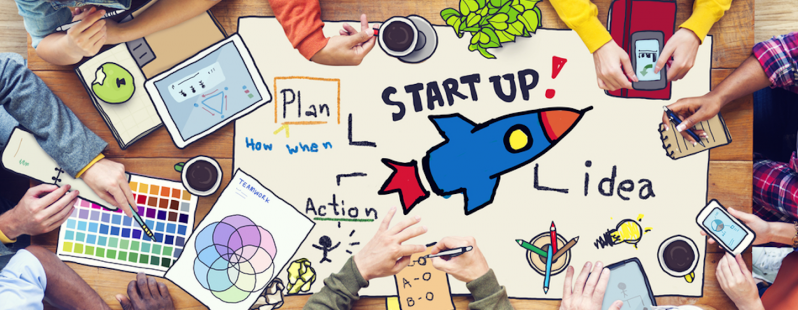 START UP!
Plan
How when
idea
Action
TEAMWORK
A-O
B-O